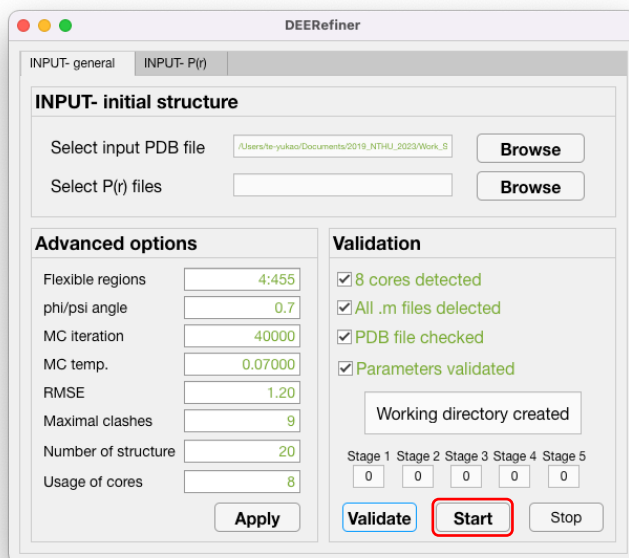 DEERefiner
INPUT- general
INPUT- P(r)
INPUT- initial structure
Select input PDB file
/Users/te-yukao/Documents/2019_NTHU_2023/Work_S
Browse
Select P(r) files
Browse
Advanced options
Flexible regions 4:455
phi/psi angle 0.7
MC iteration 40000
MC temp. 0.07000
RMSE 1.20
Maximal clashes 9
Number of structure 20
Usage of cores 8
Apply
Validation
8 cores detected
All .m files delected
PDB file checked
Parameters validated
Working directory created
Stage 1 Stage 2 Stage 3 Stage 4 Stage 5
0 0 0 0 0
Validate Start Stop